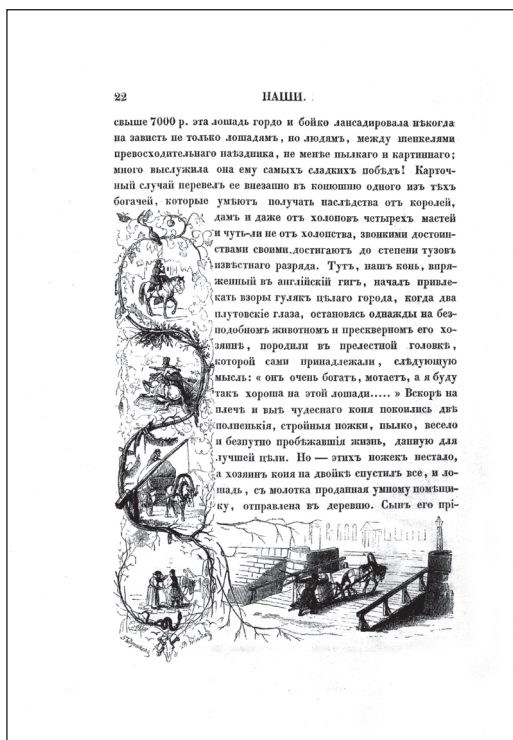 22
НАШИ.
свыше 7000 р. эта лошадь гордо и бойко лансадировала нѣкогда
на зависть не только лошадямъ, но людямъ, между шенкелями
превосходительнаго наѣздника, не менѣе пылкаго и картиннаго;
много выслужила она ему самыхъ сладкихъ побѣдъ! Карточ-
ный случай перевелъ ее внезапно въ конюшню одного изъ тѣхъ
богачей, которые умѣютъ получать наслѣдства отъ королей,
дамъ и даже отъ холоповъ четырехъ мастей
и чуть-ли не отъ холопства, звонкими достоин-
ствами своими достигаютъ до степени тузовъ
извѣстнаго разряда. Тутъ, нашъ конь, впря-
женный въ англійскій гигъ, началъ привле-
кать взоры гулякъ цѣлаго города, когда два
плутовскіе глаза, остановясь однажды на без-
подобномъ животномъ и прескверномъ его хо-
зяинѣ, породили въ прелестной головкѣ,
которой сами принадлежали, слѣдующую
мысль: « онъ очень богатъ, мотаетъ, а я буду
такъ хороша на этой лошади..... » Вскорѣ на
плечѣ и выѣ чудеснаго коня покоились двѣ
полненькія, стройныя ножки, пылко, весело
и безпутно пробѣжавшія жизнь, данную для
лучшей цѣли. Но — этихъ ножекъ нестало,
а хозяинъ коня на двойкѣ спустилъ все, и ло-
шадь, съ молотка проданная умному помѣщи-
ку, отправлена въ деревню. Сынъ его прі-